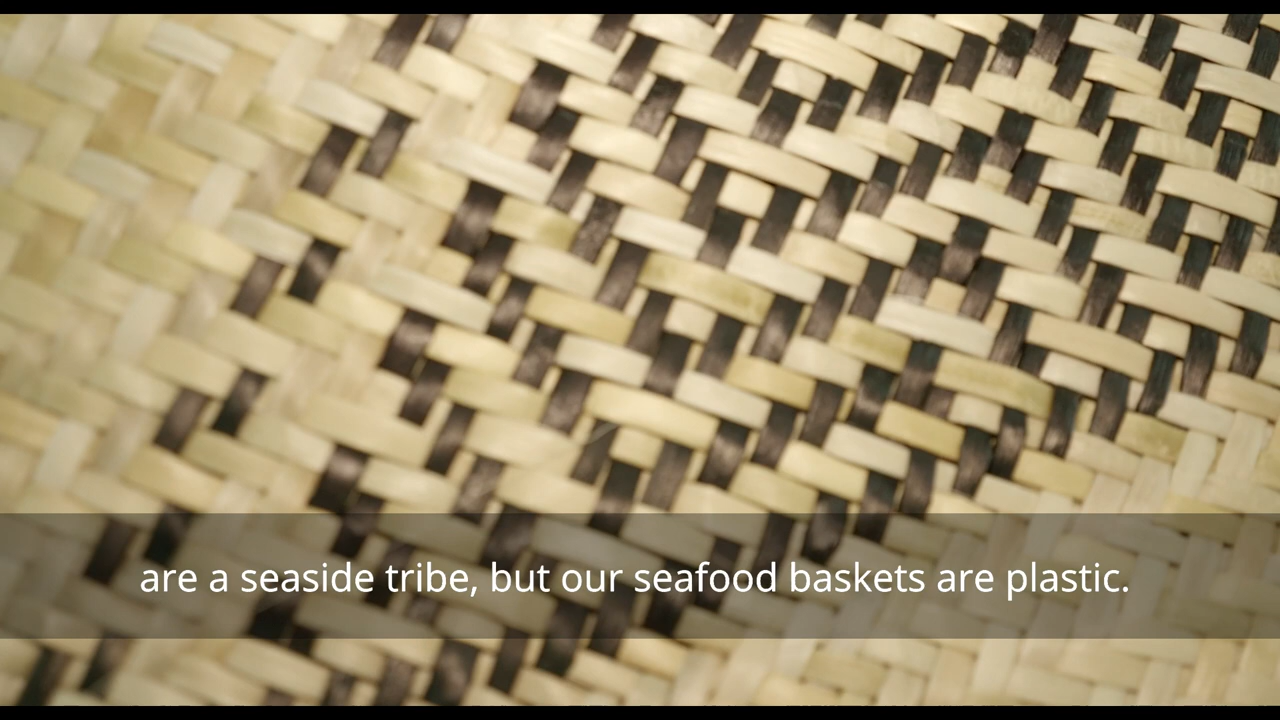 are a seaside tribe, but our seafood baskets are plastic.